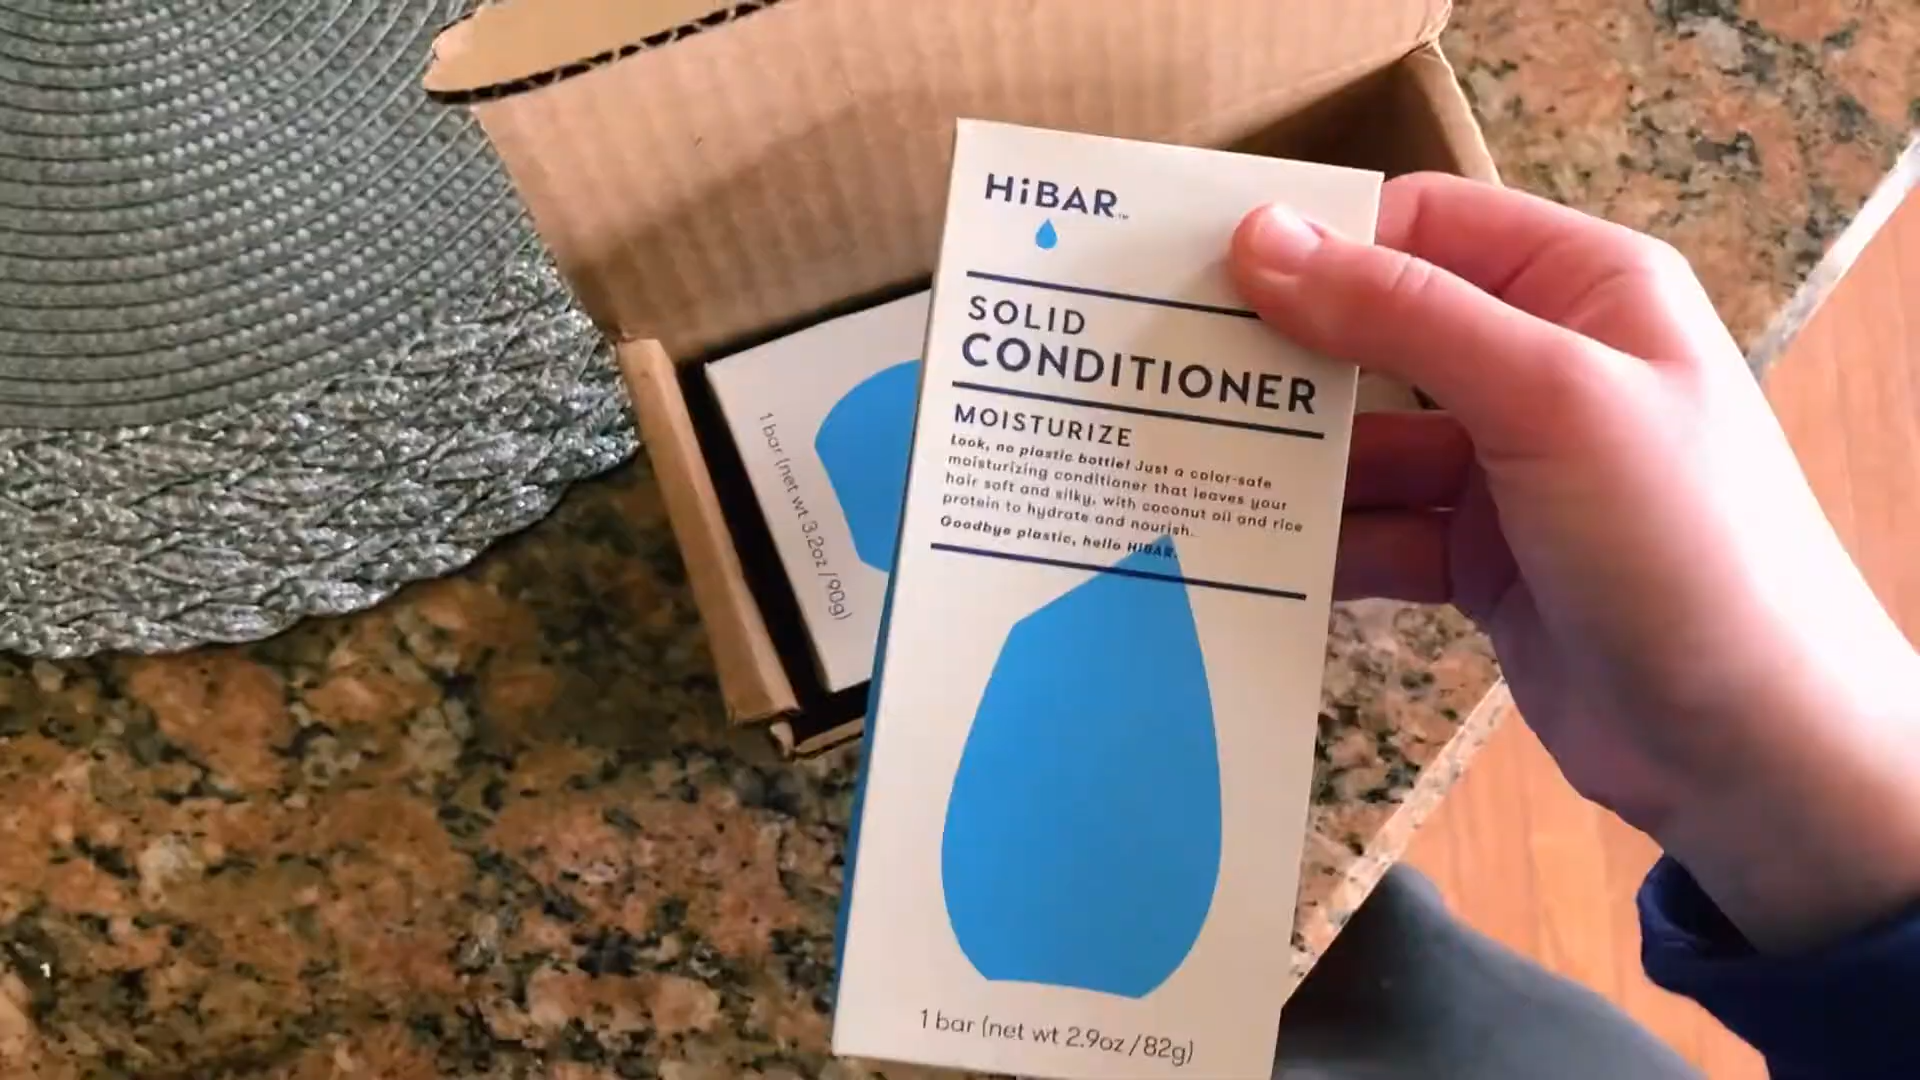 HiBAR™
SOLID
CONDITIONER
MOISTURIZE
Look, no plastic bottle! Just a color-safe
moisturizing conditioner that leaves your
hair soft and silky, with coconut oil and rice
protein to hydrate and nourish.
Goodbye plastic, hello HiBAR.
1 bar (net wt 2.9oz/82g)
1 bar (net wt 3.2oz/90g)